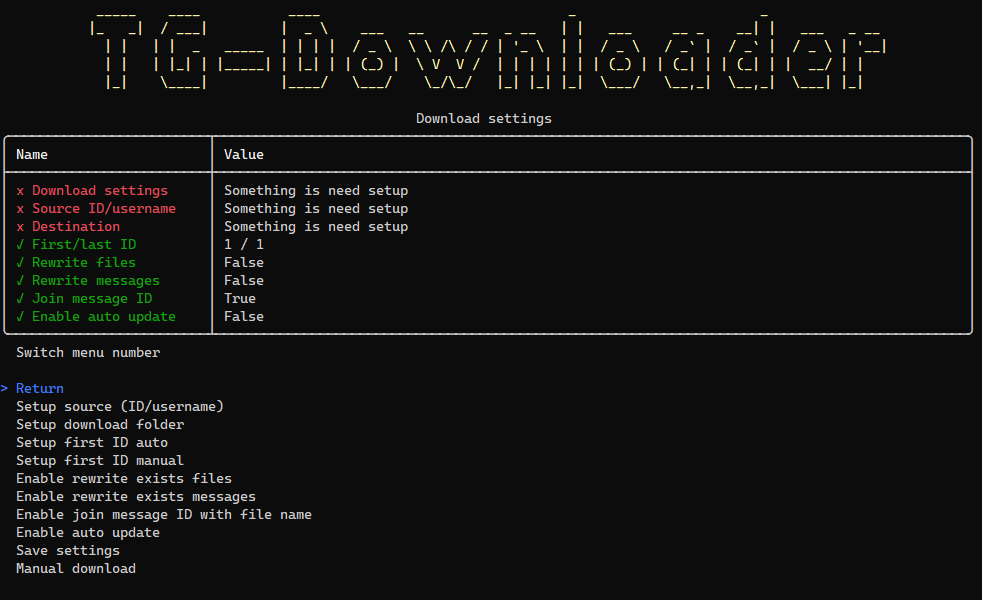 TG-Downloader
Download settings
Name Value
x Download settings Something is need setup
x Source ID/username Something is need setup
x Destination Something is need setup
√ First/last ID 1 / 1
√ Rewrite files False
√ Rewrite messages False
√ Join message ID True
√ Enable auto update False
Switch menu number
> Return
Setup source (ID/username)
Setup download folder
Setup first ID auto
Setup first ID manual
Enable rewrite exists files
Enable rewrite exists messages
Enable join message ID with file name
Enable auto update
Save settings
Manual download